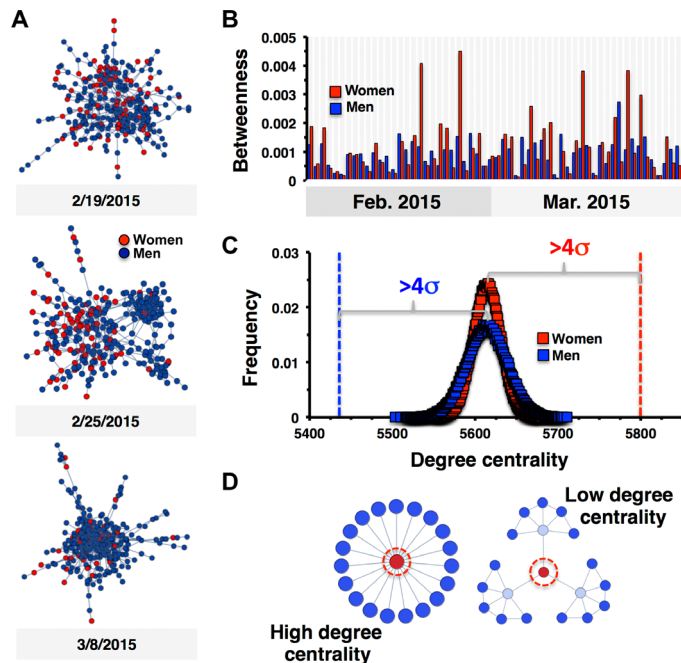 A
2/19/2015
Women
Men
2/25/2015
3/8/2015
B
Betweenness
0.005
0.004
0.003
0.002
0.001
0
Women
Men
Feb. 2015
Mar. 2015
C
Frequency
0.03
0.02
0.01
0
>4σ
>4σ
Women
Men
5400
5500
5600
5700
5800
Degree centrality
D
High degree
centrality
Low degree
centrality